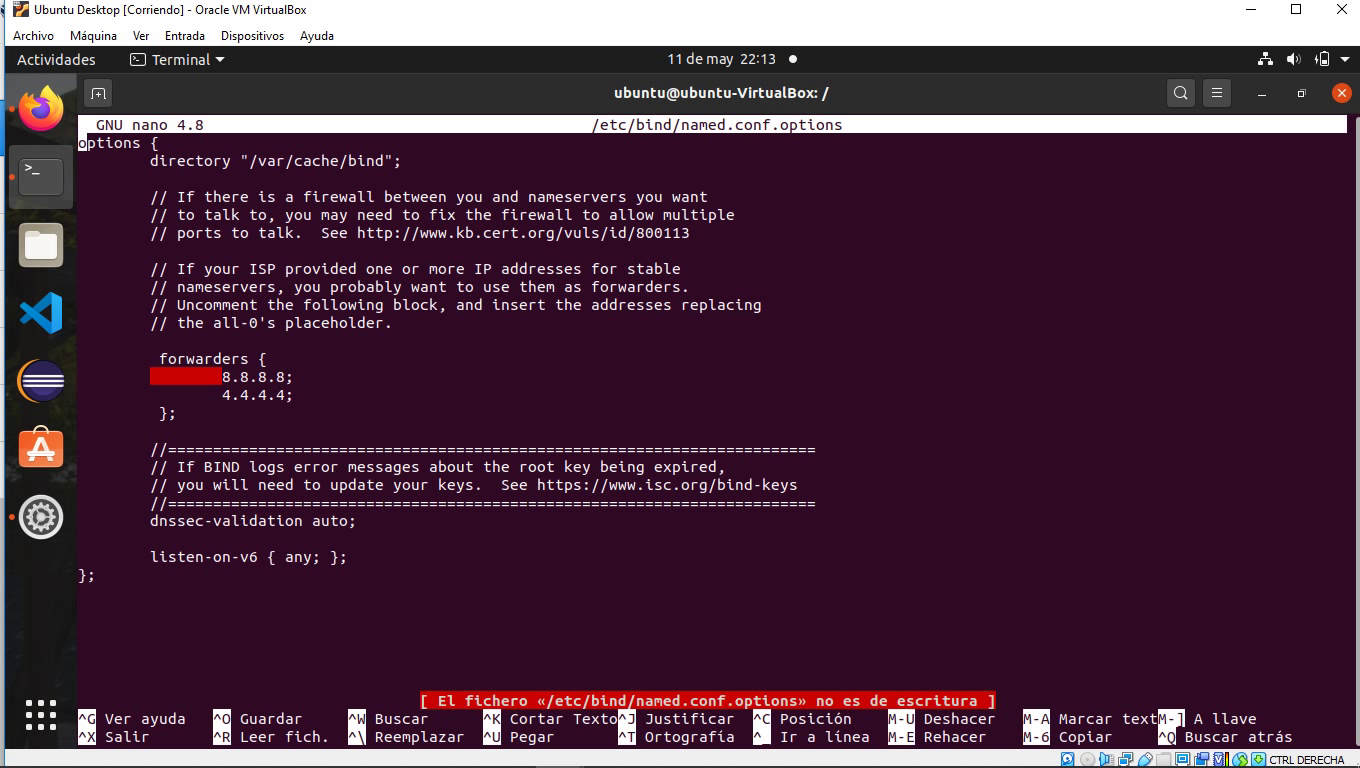 Ubuntu Desktop [Corriendo] - Oracle VM VirtualBox
Archivo Máquina Ver Entrada Dispositivos Ayuda
Actividades Terminal 11 de may 22:13
ubuntu@ubuntu-VirtualBox: /
GNU nano 4.8 /etc/bind/named.conf.options
options {
directory "/var/cache/bind";
// If there is a firewall between you and nameservers you want
// to talk to, you may need to fix the firewall to allow multiple
// ports to talk.  See http://www.kb.cert.org/vuls/id/800113
// If your ISP provided one or more IP addresses for stable
// nameservers, you probably want to use them as forwarders.
// Uncomment the following block, and insert the addresses replacing
// the all-0's placeholder.
forwarders {
8.8.8.8;
4.4.4.4;
};
//========================================================================
// If BIND logs error messages about the root key being expired,
// you will need to update your keys.  See https://www.isc.org/bind-keys
//========================================================================
dnssec-validation auto;
listen-on-v6 { any; };
};
[ El fichero «/etc/bind/named.conf.options» no es de escritura ]
^G Ver ayuda ^O Guardar ^W Buscar ^K Cortar Texto ^J Justificar ^C Posición M-U Deshacer M-A Marcar text M-] A llave
^X Salir ^R Leer fich. ^\ Reemplazar ^U Pegar ^T Ortografía ^_ Ir a línea M-E Rehacer M-6 Copiar ^Q Buscar atrás
CTRL DERECHA